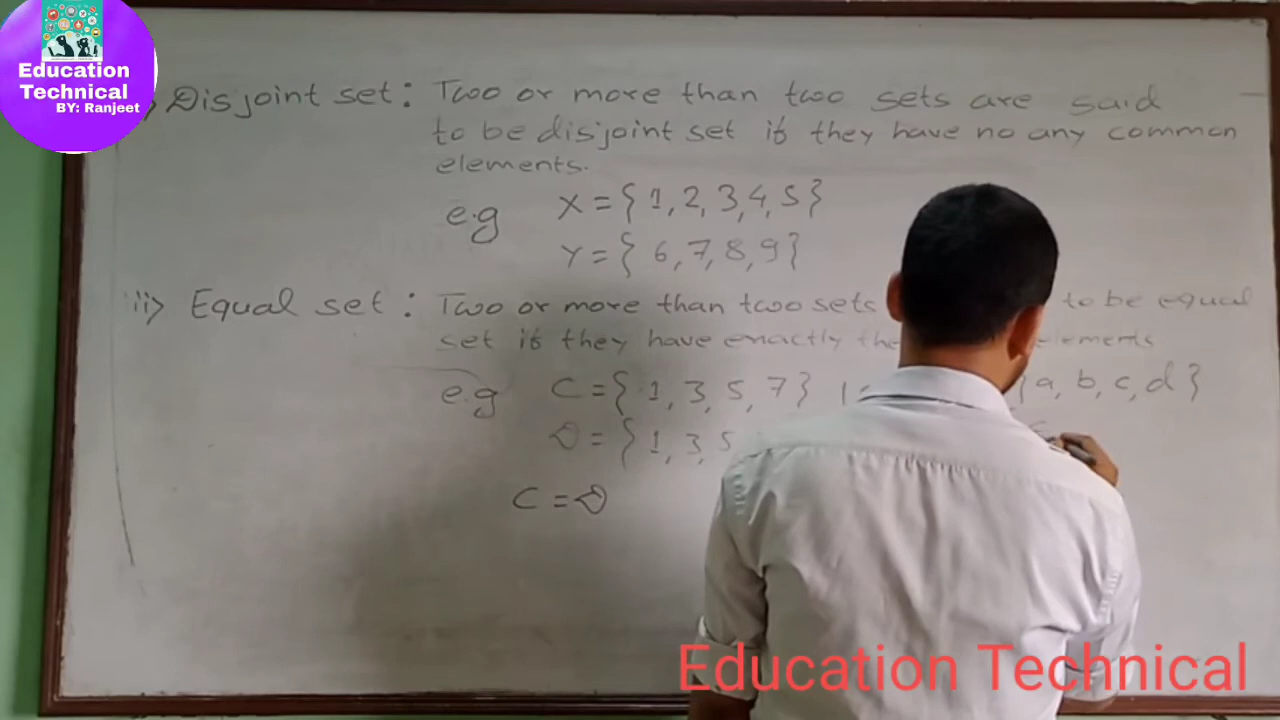 Education
Technical
BY: Ranjeet
Disjoint set: Two or more than two sets are said
to be disjoint set if they have no any common
elements.
e.g X = { 1, 2, 3, 4, 5 }
Y = { 6, 7, 8, 9 }
ii> Equal set: Two or more than two sets to be equal
set if they have exactly the elements
e.g C = { 1, 3, 5, 7 } { a, b, c, d }
D = { 1, 3, 5
C = D
Education Technical